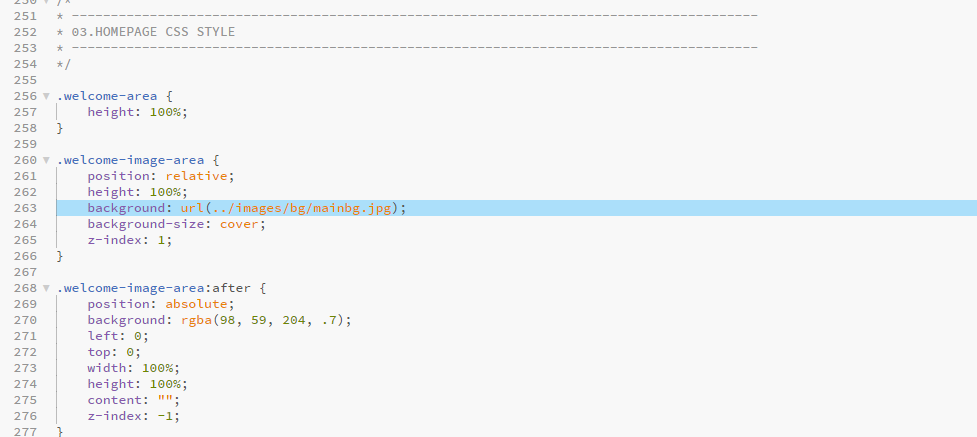 250 /*
251 * ----------------------------------------------------------------------------------------
252 * 03.HOMEPAGE CSS STYLE
253 * ----------------------------------------------------------------------------------------
254 */
255
256 .welcome-area {
257 height: 100%;
258 }
259
260 .welcome-image-area {
261 position: relative;
262 height: 100%;
263 background: url(../images/bg/mainbg.jpg);
264 background-size: cover;
265 z-index: 1;
266 }
267
268 .welcome-image-area:after {
269 position: absolute;
270 background: rgba(98, 59, 204, .7);
271 left: 0;
272 top: 0;
273 width: 100%;
274 height: 100%;
275 content: "";
276 z-index: -1;
277 }